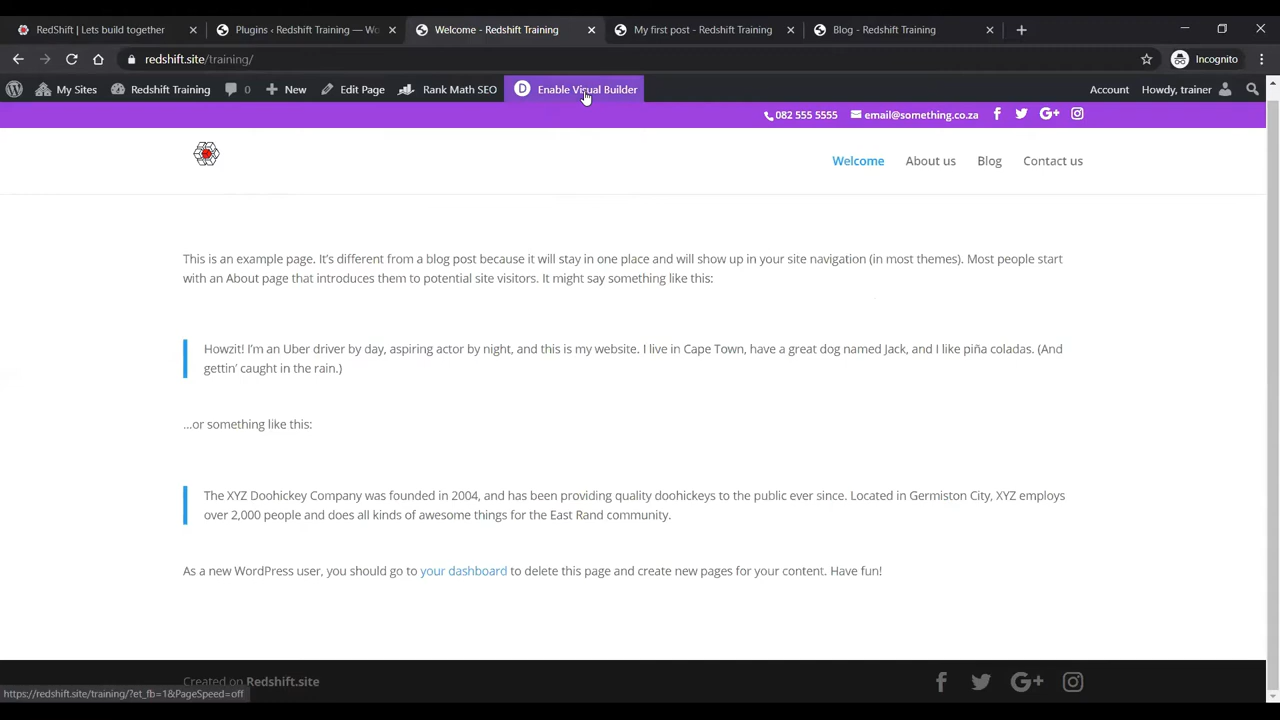 RedShift | Lets build together
Plugins ‹ Redshift Training — Wo
Welcome - Redshift Training
My first post - Redshift Training
Blog - Redshift Training
redshift.site/training/
Incognito
My Sites
Redshift Training
0
New
Edit Page
Rank Math SEO
D
Enable Visual Builder
Account
Howdy, trainer
082 555 5555
email@something.co.za
Welcome
About us
Blog
Contact us
This is an example page. It’s different from a blog post because it will stay in one place and will show up in your site navigation (in most themes). Most people start
with an About page that introduces them to potential site visitors. It might say something like this:
Howzit! I’m an Uber driver by day, aspiring actor by night, and this is my website. I live in Cape Town, have a great dog named Jack, and I like piña coladas. (And
gettin’ caught in the rain.)
…or something like this:
The XYZ Doohickey Company was founded in 2004, and has been providing quality doohickeys to the public ever since. Located in Germiston City, XYZ employs
over 2,000 people and does all kinds of awesome things for the East Rand community.
As a new WordPress user, you should go to your dashboard to delete this page and create new pages for your content. Have fun!
Created on Redshift.site
https://redshift.site/training/?et_fb=1&PageSpeed=off